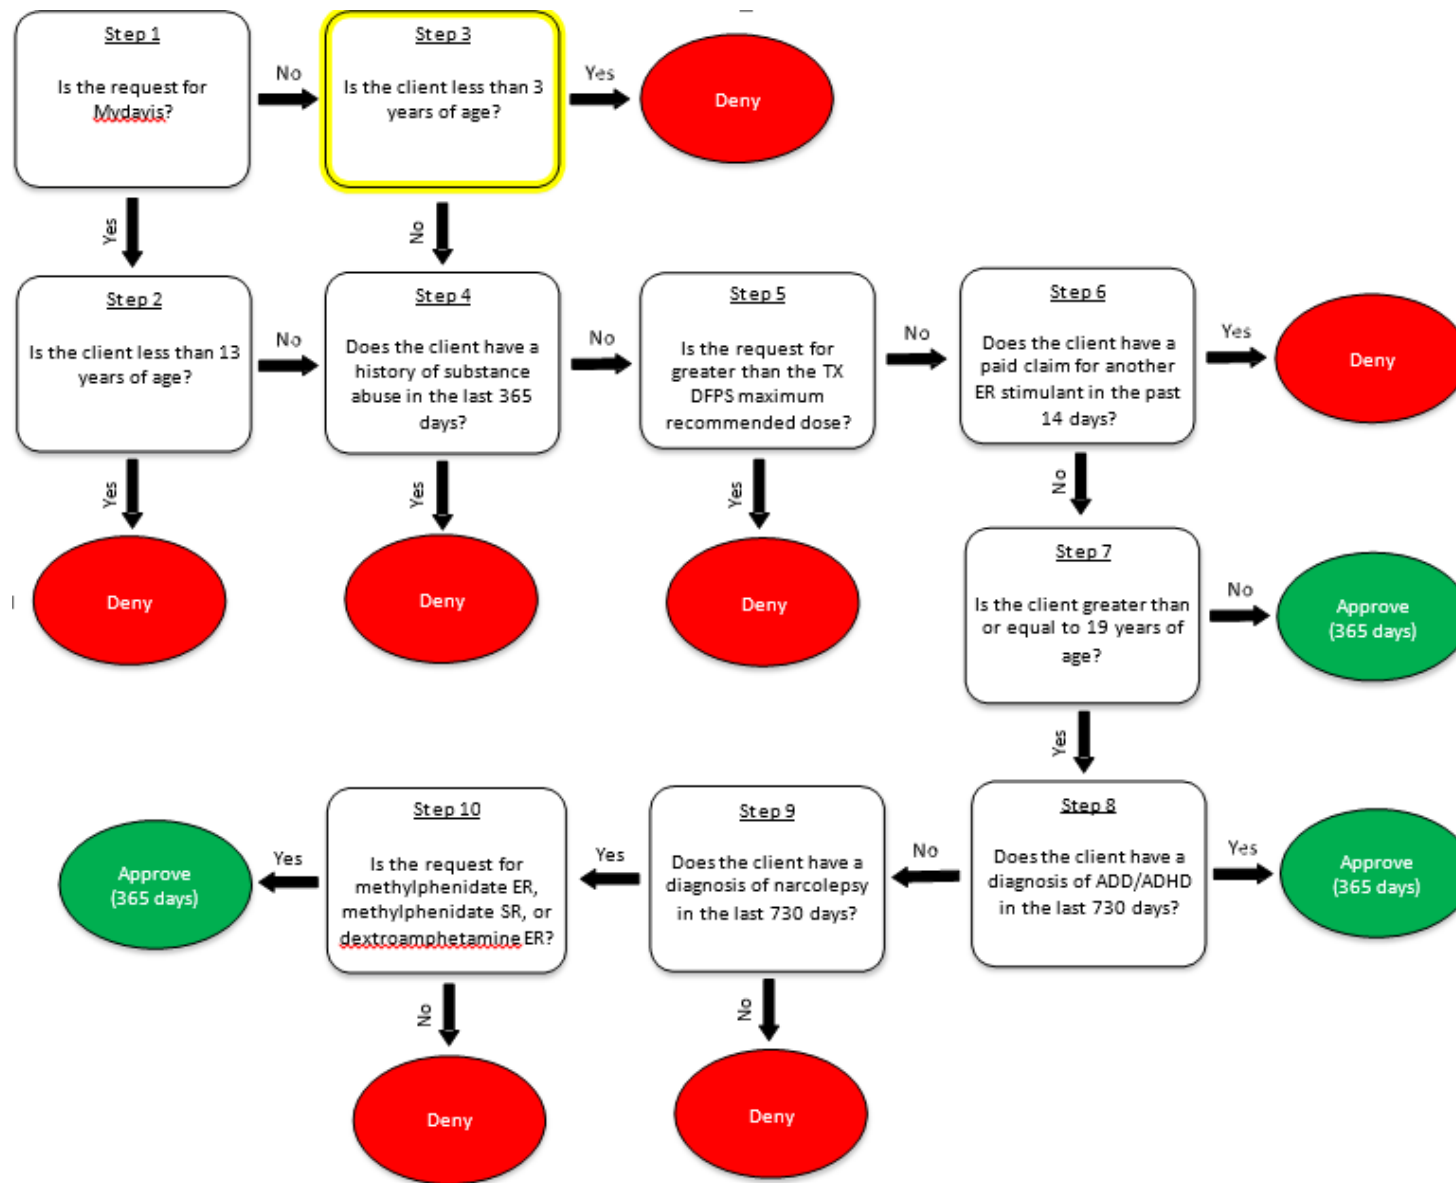 Step 1
Is the request for
Mydavis?
No
Step 3
Is the client less than 3
years of age?
Yes
Deny
Yes
No
Step 2
Is the client less than 13
years of age?
No
Step 4
Does the client have a
history of substance
abuse in the last 365
days?
No
Step 5
Is the request for
greater than the TX
DFPS maximum
recommended dose?
No
Step 6
Does the client have a
paid claim for another
ER stimulant in the past
14 days?
Yes
Deny
Yes
Deny
Yes
Deny
Yes
Deny
No
Step 7
Is the client greater than
or equal to 19 years of
age?
No
Approve
(365 days)
Yes
Step 8
Does the client have a
diagnosis of ADD/ADHD
in the last 730 days?
Yes
Approve
(365 days)
No
Step 9
Does the client have a
diagnosis of narcolepsy
in the last 730 days?
Yes
Step 10
Is the request for
methylphenidate ER,
methylphenidate SR, or
dextroamphetamine ER?
Yes
Approve
(365 days)
No
Deny
No
Deny